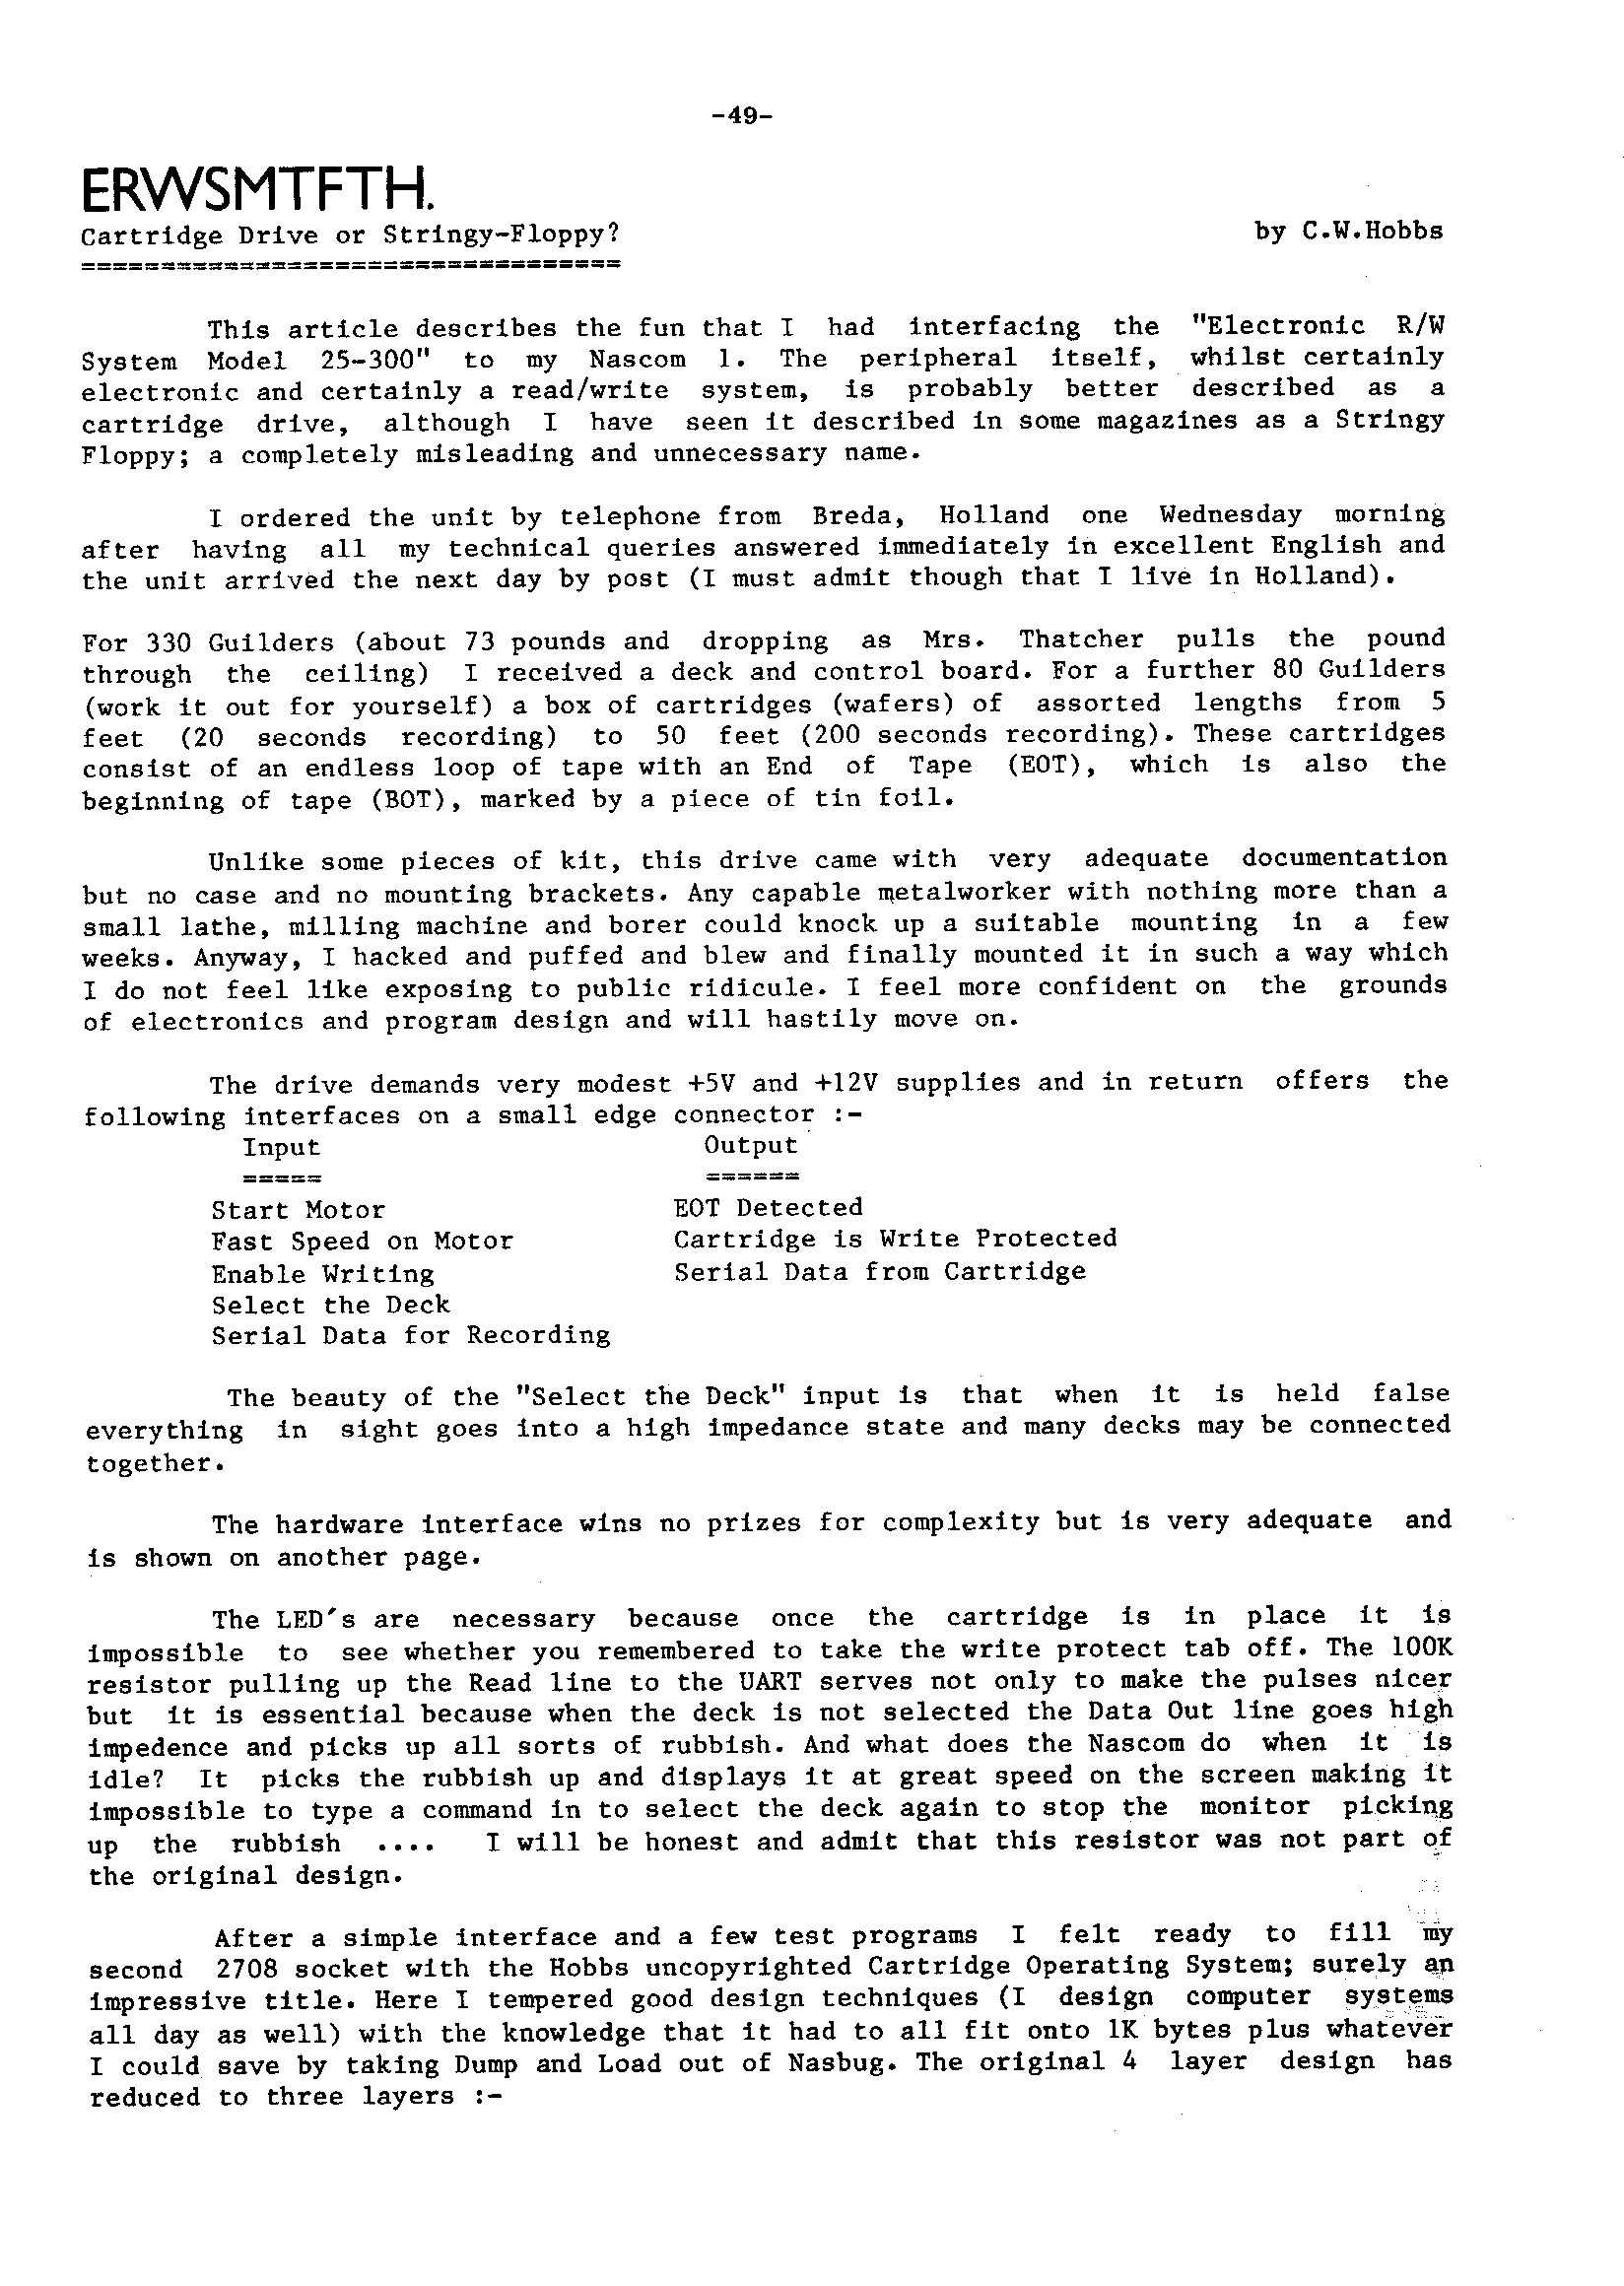 -49-
ERWSMTFTH.
Cartridge Drive or Stringy-Floppy? by C.W.Hobbs
==================================
This article describes the fun that I had interfacing the "Electronic R/W
System Model 25-300" to my Nascom 1. The peripheral itself, whilst certainly
electronic and certainly a read/write system, is probably better described as a
cartridge drive, although I have seen it described in some magazines as a Stringy
Floppy; a completely misleading and unnecessary name.
I ordered the unit by telephone from Breda, Holland one Wednesday morning
after having all my technical queries answered immediately in excellent English and
the unit arrived the next day by post (I must admit though that I live in Holland).
For 330 Guilders (about 73 pounds and dropping as Mrs. Thatcher pulls the pound
through the ceiling) I received a deck and control board. For a further 80 Guilders
(work it out for yourself) a box of cartridges (wafers) of assorted lengths from 5
feet (20 seconds recording) to 50 feet (200 seconds recording). These cartridges
consist of an endless loop of tape with an End of Tape (EOT), which is also the
beginning of tape (BOT), marked by a piece of tin foil.
Unlike some pieces of kit, this drive came with very adequate documentation
but no case and no mounting brackets. Any capable metalworker with nothing more than a
small lathe, milling machine and borer could knock up a suitable mounting in a few
weeks. Anyway, I hacked and puffed and blew and finally mounted it in such a way which
I do not feel like exposing to public ridicule. I feel more confident on the grounds
of electronics and program design and will hastily move on.
The drive demands very modest +5V and +12V supplies and in return offers the
following interfaces on a small edge connector :-
Input Output
===== ======
Start Motor EOT Detected
Fast Speed on Motor Cartridge is Write Protected
Enable Writing Serial Data from Cartridge
Select the Deck
Serial Data for Recording
The beauty of the "Select the Deck" input is that when it is held false
everything in sight goes into a high impedance state and many decks may be connected
together.
The hardware interface wins no prizes for complexity but is very adequate and
is shown on another page.
The LED's are necessary because once the cartridge is in place it is
impossible to see whether you remembered to take the write protect tab off. The 100K
resistor pulling up the Read line to the UART serves not only to make the pulses nicer
but it is essential because when the deck is not selected the Data Out line goes high
impedence and picks up all sorts of rubbish. And what does the Nascom do when it is
idle? It picks the rubbish up and displays it at great speed on the screen making it
impossible to type a command in to select the deck again to stop the monitor picking
up the rubbish .... I will be honest and admit that this resistor was not part of
the original design.
After a simple interface and a few test programs I felt ready to fill my
second 2708 socket with the Hobbs uncopyrighted Cartridge Operating System; surely an
impressive title. Here I tempered good design techniques (I design computer systems
all day as well) with the knowledge that it had to all fit onto 1K bytes plus whatever
I could save by taking Dump and Load out of Nasbug. The original 4 layer design has
reduced to three layers :-